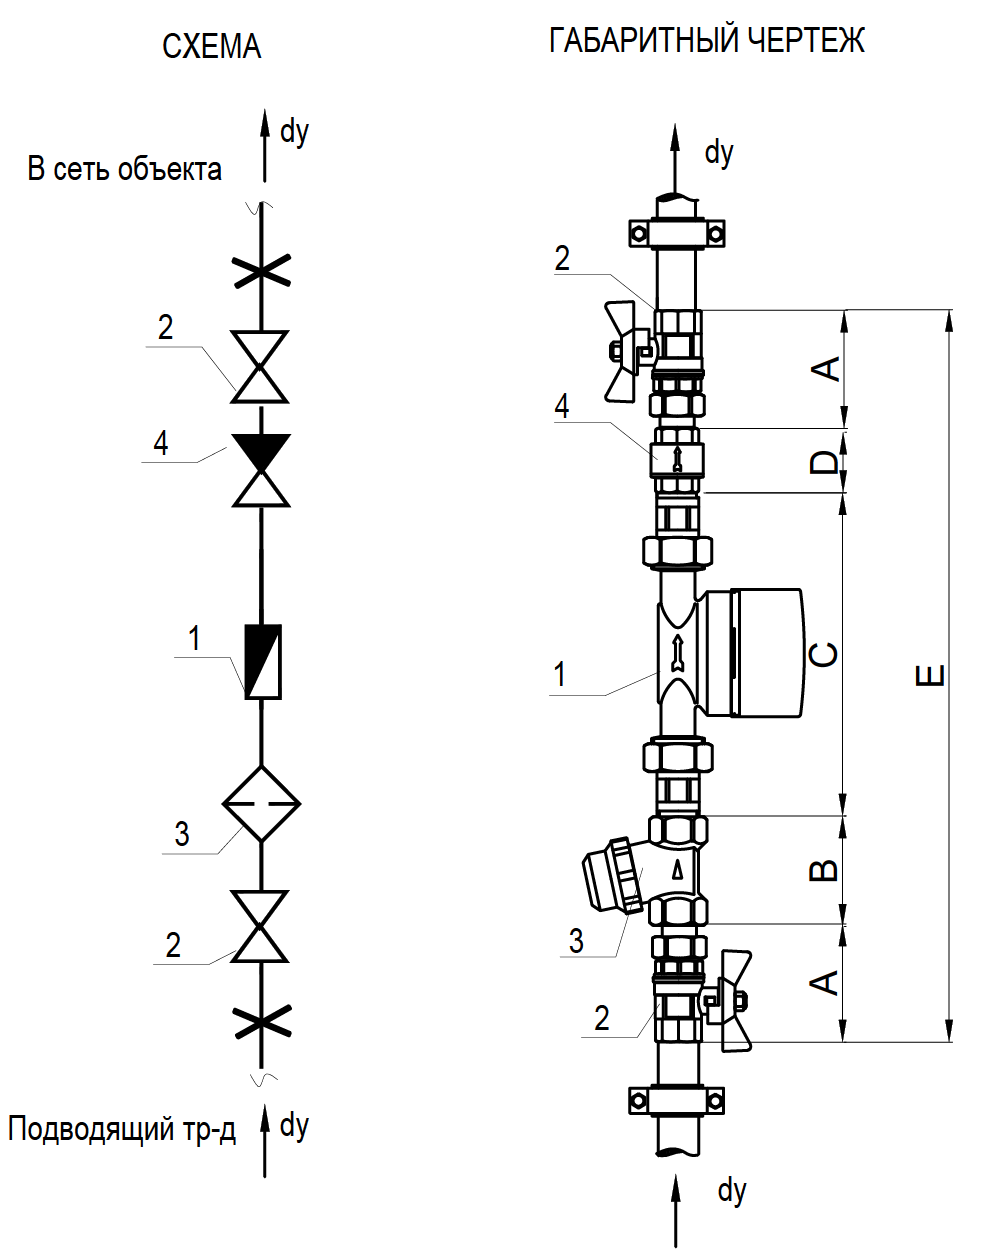 СХЕМА
dy
В сеть объекта
2
4
1
3
2
Подводящий тр-д
dy
ГАБАРИТНЫЙ ЧЕРТЕЖ
dy
2
A
4
D
1
C
E
B
3
A
2
dy